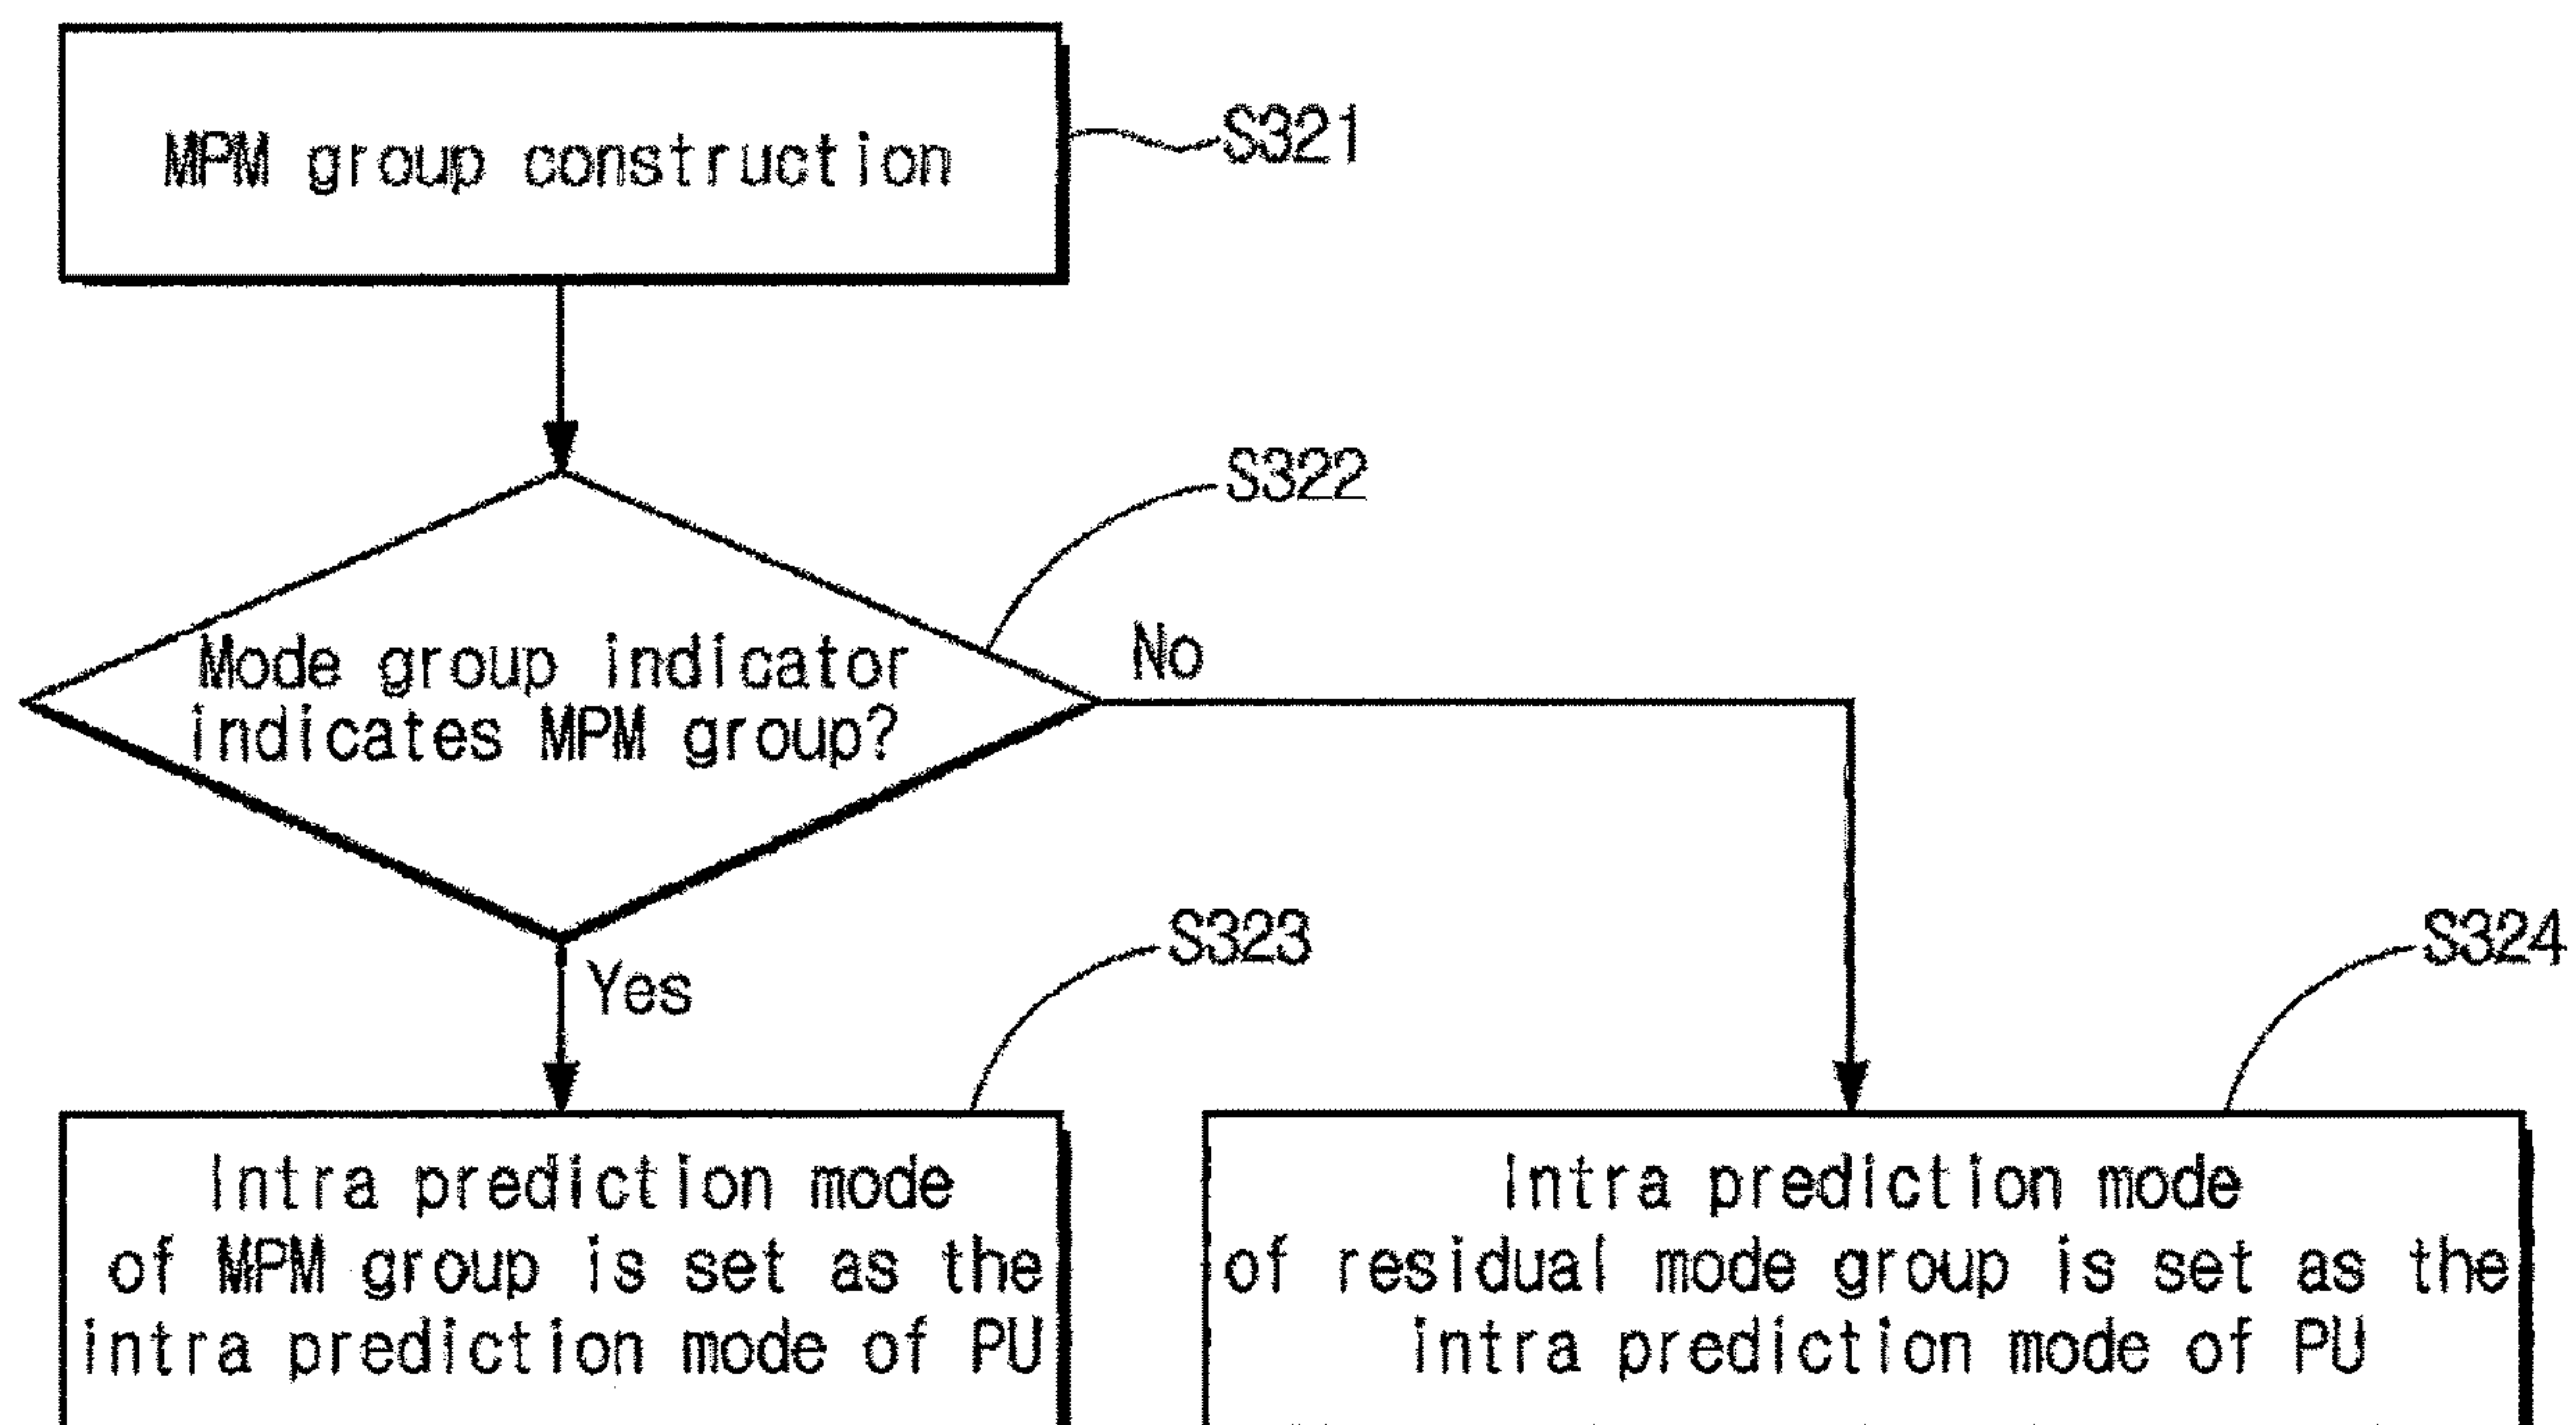 MPM group construction
S321
S322
Mode group indicator
indicates MPM group?
No
Yes
S323
S324
Intra prediction mode
of MPM group is set as the
intra prediction mode of PU
Intra prediction mode
of residual mode group is set as the
intra prediction mode of PU